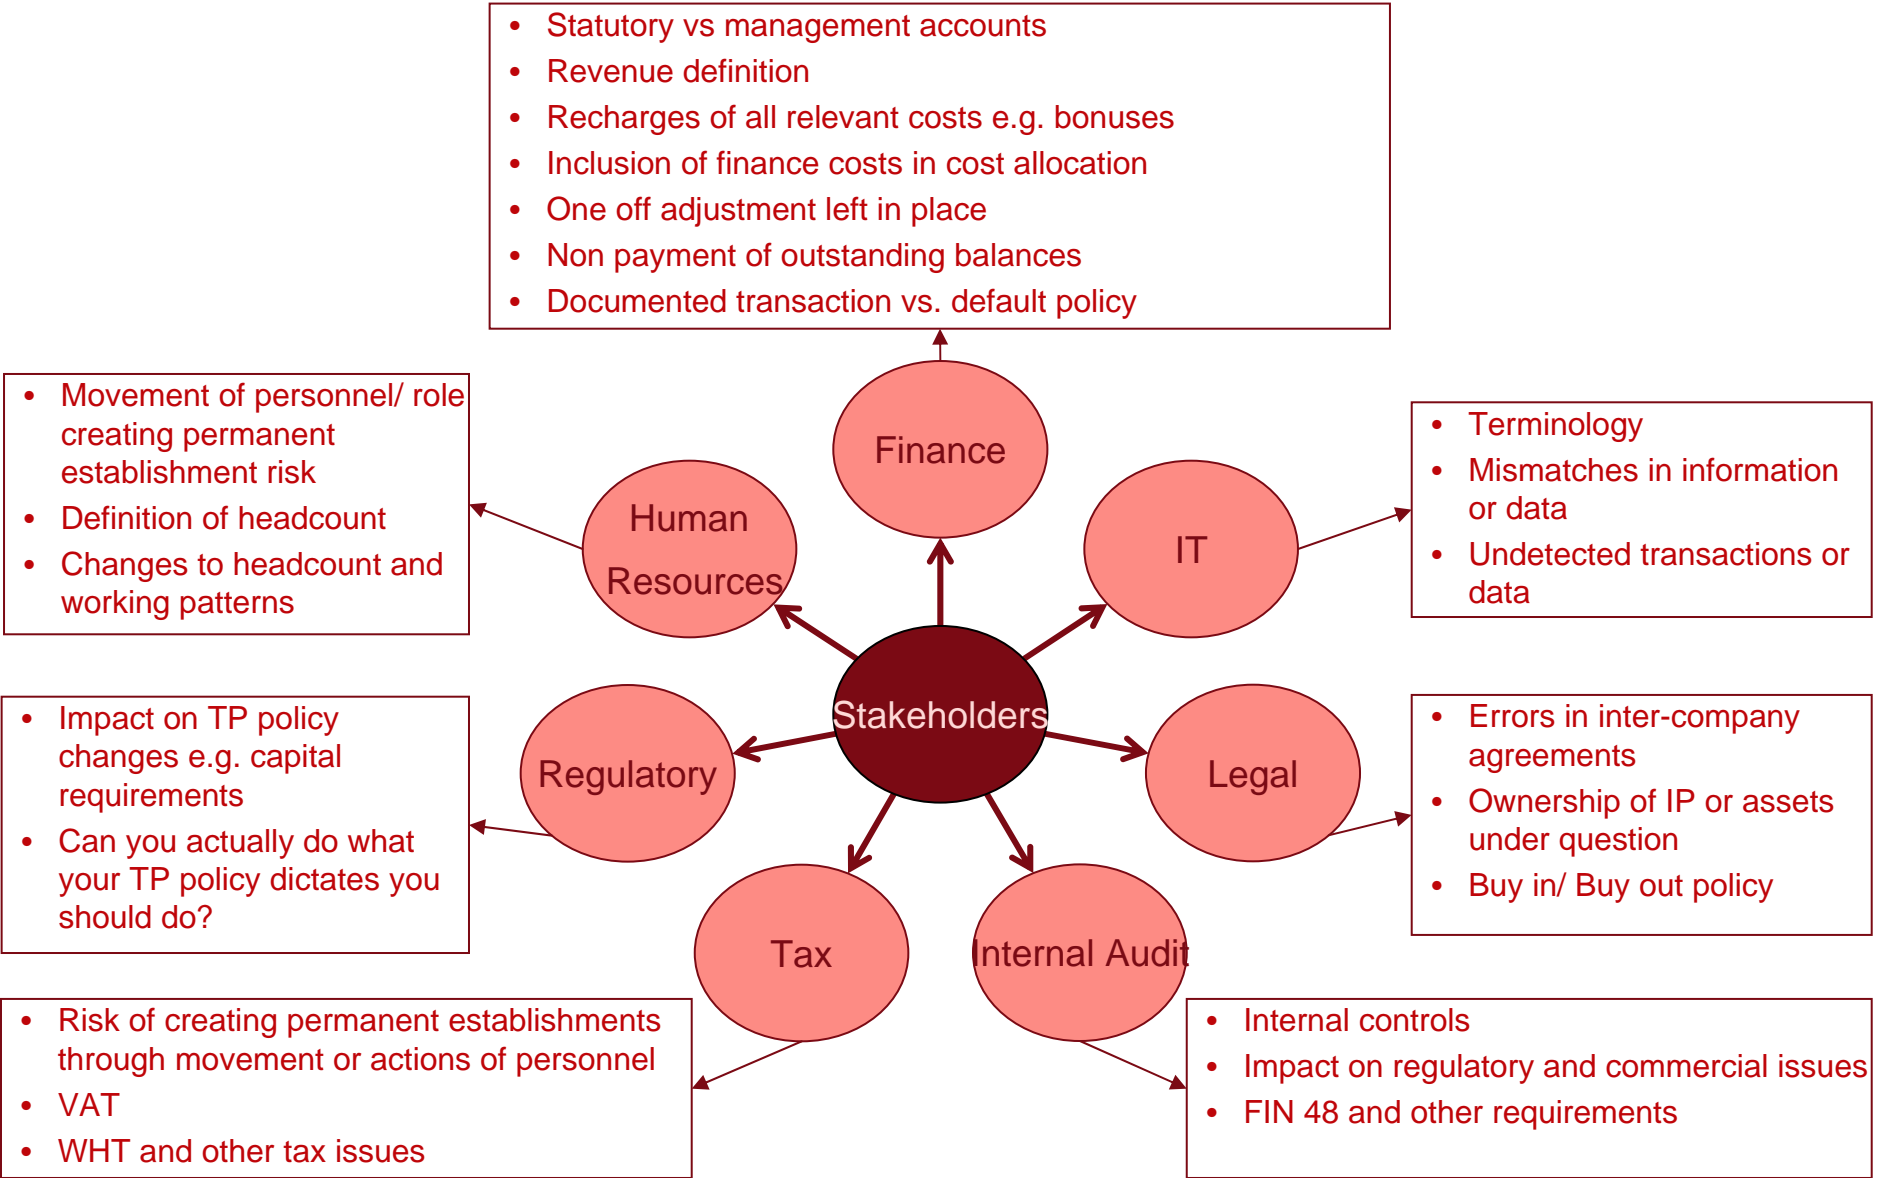 • Statutory vs management accounts
• Revenue definition
• Recharges of all relevant costs e.g. bonuses
• Inclusion of finance costs in cost allocation
• One off adjustment left in place
• Non payment of outstanding balances
• Documented transaction vs. default policy
• Movement of personnel/ role
creating permanent
establishment risk
• Definition of headcount
• Changes to headcount and
working patterns
Human
Resources
Finance
IT
• Terminology
• Mismatches in information
or data
• Undetected transactions or
data
Stakeholders
• Impact on TP policy
changes e.g. capital
requirements
• Can you actually do what
your TP policy dictates you
should do?
Regulatory
Legal
• Errors in inter-company
agreements
• Ownership of IP or assets
under question
• Buy in/ Buy out policy
Tax
Internal Audit
• Risk of creating permanent establishments
through movement or actions of personnel
• VAT
• WHT and other tax issues
• Internal controls
• Impact on regulatory and commercial issues
• FIN 48 and other requirements